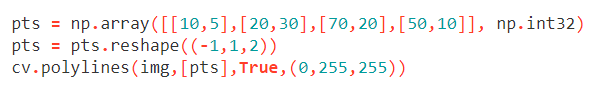 pts = np.array([[10,5],[20,30],[70,20],[50,10]], np.int32)
pts = pts.reshape((-1,1,2))
cv.polylines(img,[pts],True,(0,255,255))